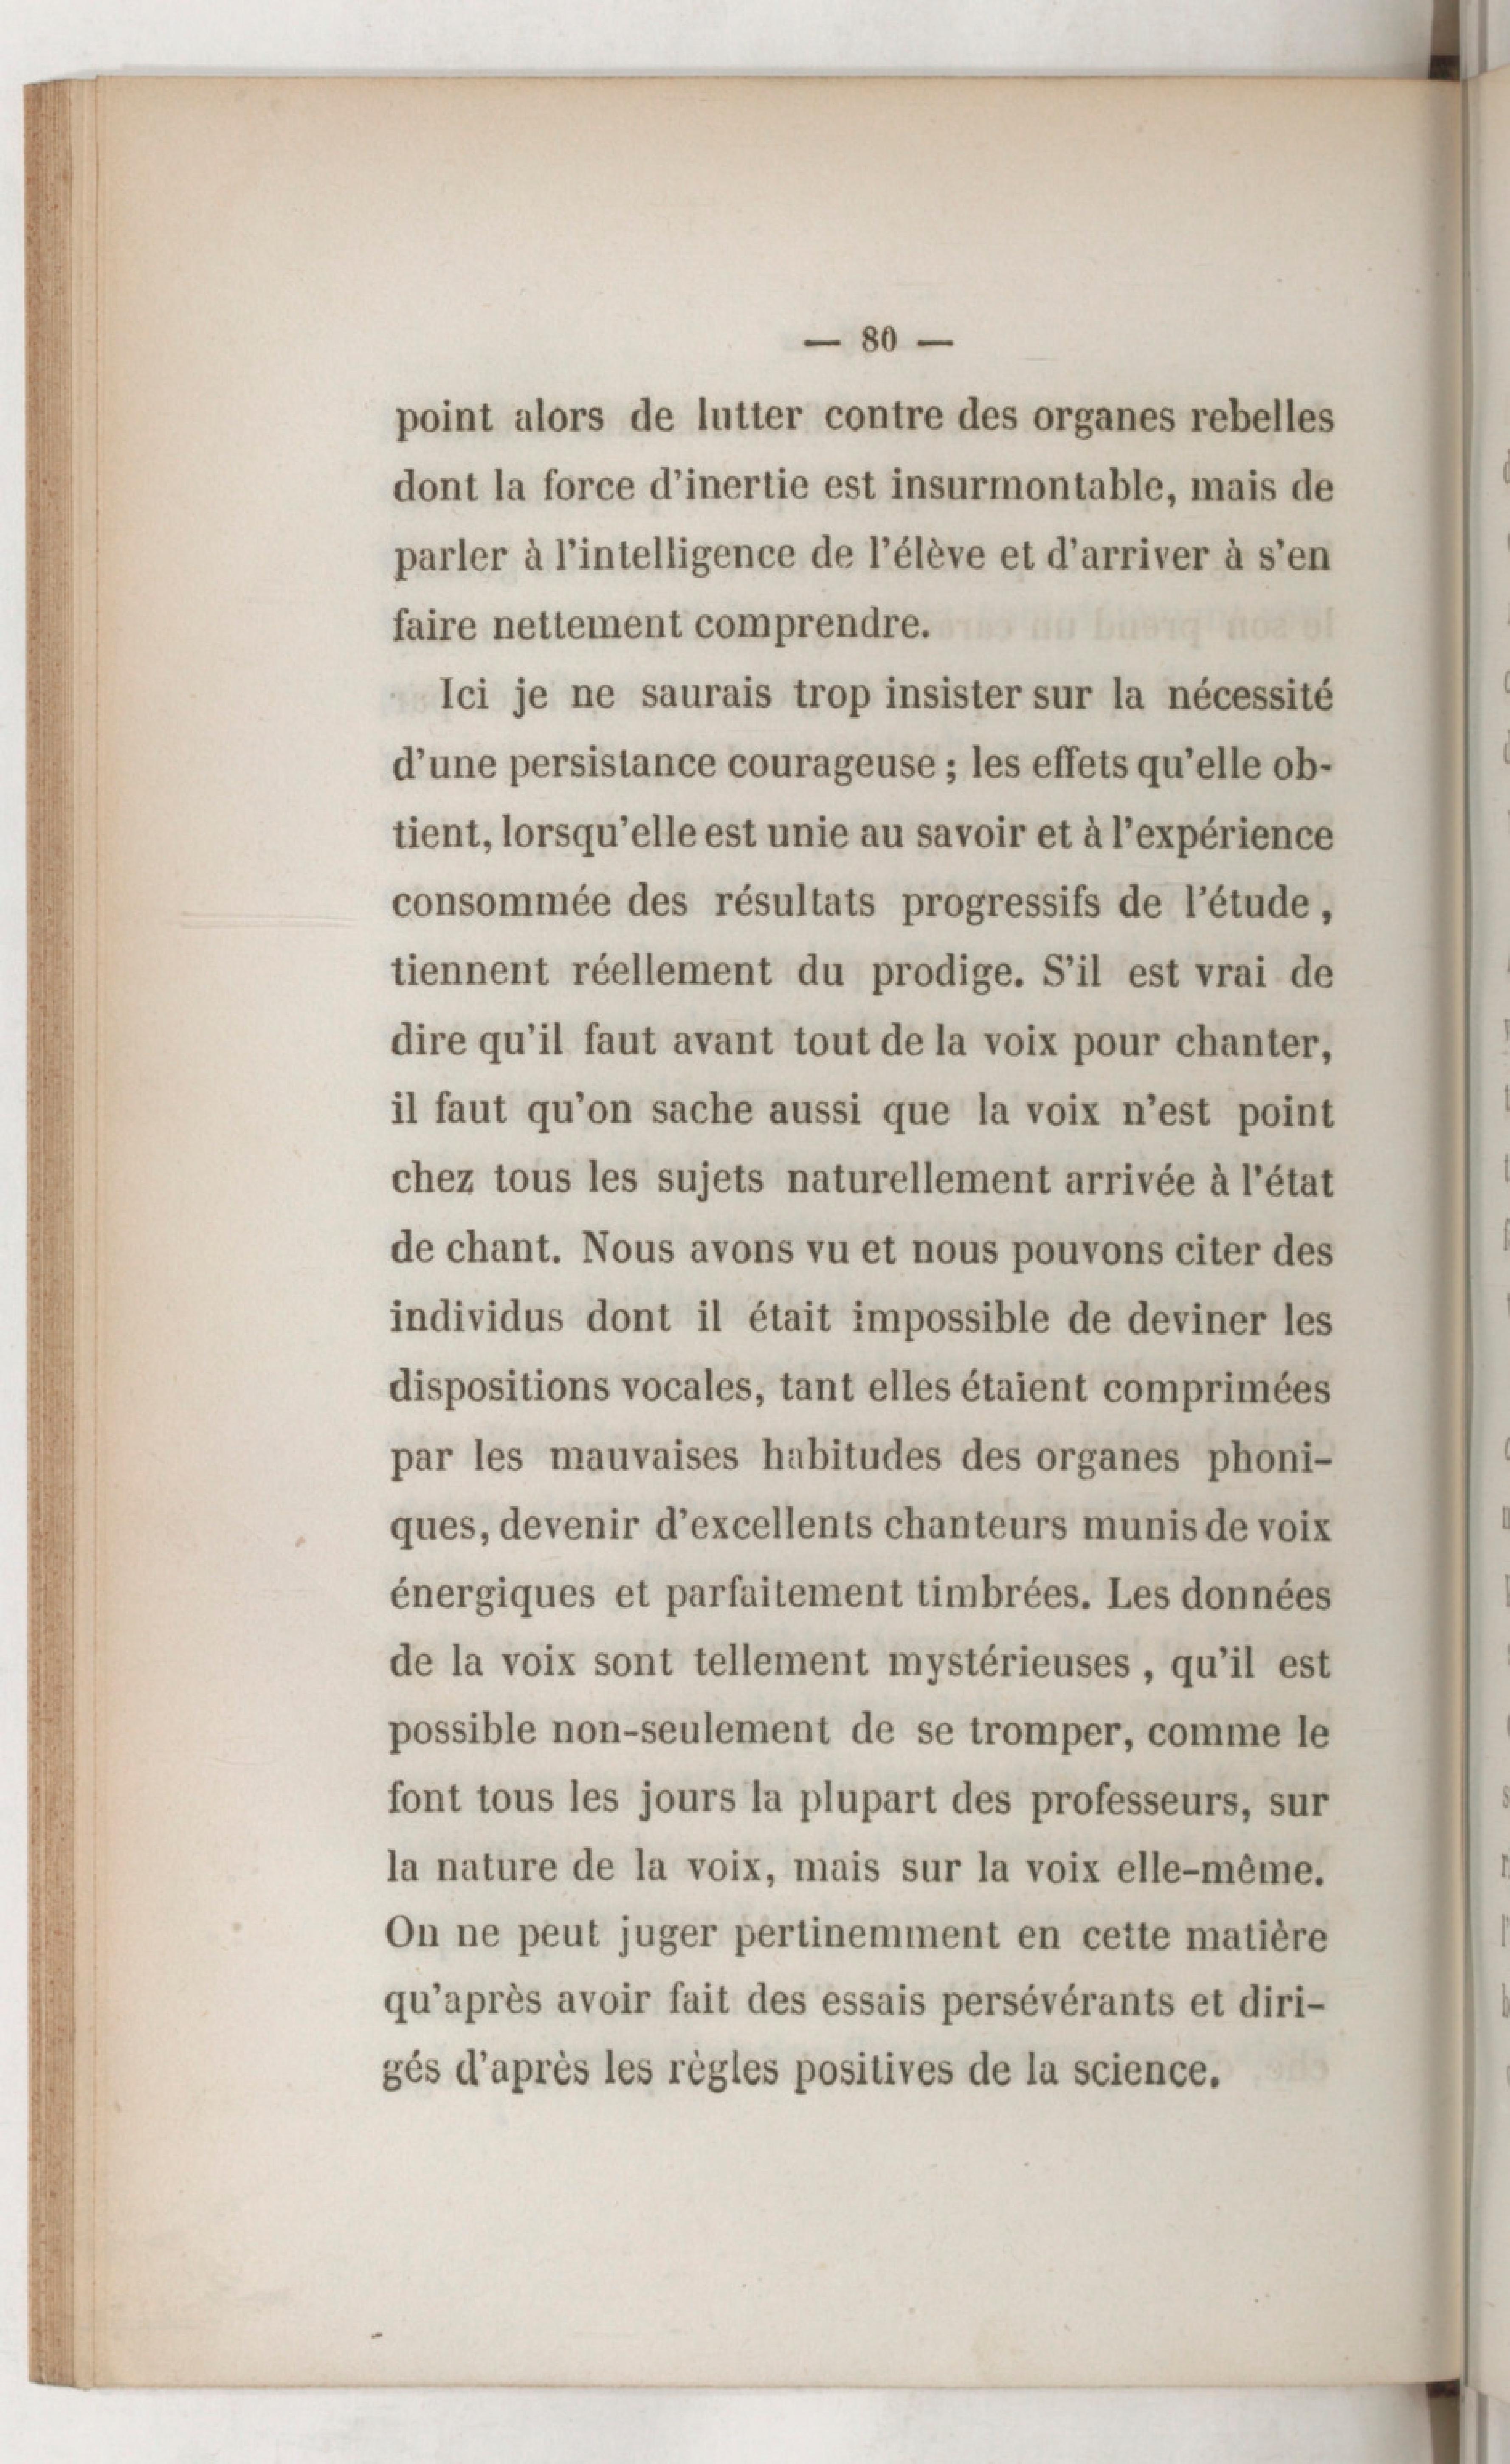 — 80 —
point alors de lutter contre des organes rebelles
dont la force d'inertie est insurmontable, mais de
parler à l'intelligence de l'élève et d'arriver à s'en
faire nettement comprendre.
Ici je ne saurais trop insister sur la nécessité
d'une persistance courageuse ; les effets qu'elle ob-
tient, lorsqu'elle est unie au savoir et à l'expérience
consommée des résultats progressifs de l'étude ,
tiennent réellement du prodige. S'il est vrai de
dire qu'il faut avant tout de la voix pour chanter,
il faut qu'on sache aussi que la voix n'est point
chez tous les sujets naturellement arrivée à l'état
de chant. Nous avons vu et nous pouvons citer des
individus dont il était impossible de deviner les
dispositions vocales, tant elles étaient comprimées
par les mauvaises habitudes des organes phoni-
ques, devenir d'excellents chanteurs munis de voix
énergiques et parfaitement timbrées. Les données
de la voix sont tellement mystérieuses , qu'il est
possible non-seulement de se tromper, comme le
font tous les jours la plupart des professeurs, sur
la nature de la voix, mais sur la voix elle-même.
On ne peut juger pertinemment en cette matière
qu'après avoir fait des essais persévérants et diri-
gés d'après les règles positives de la science.